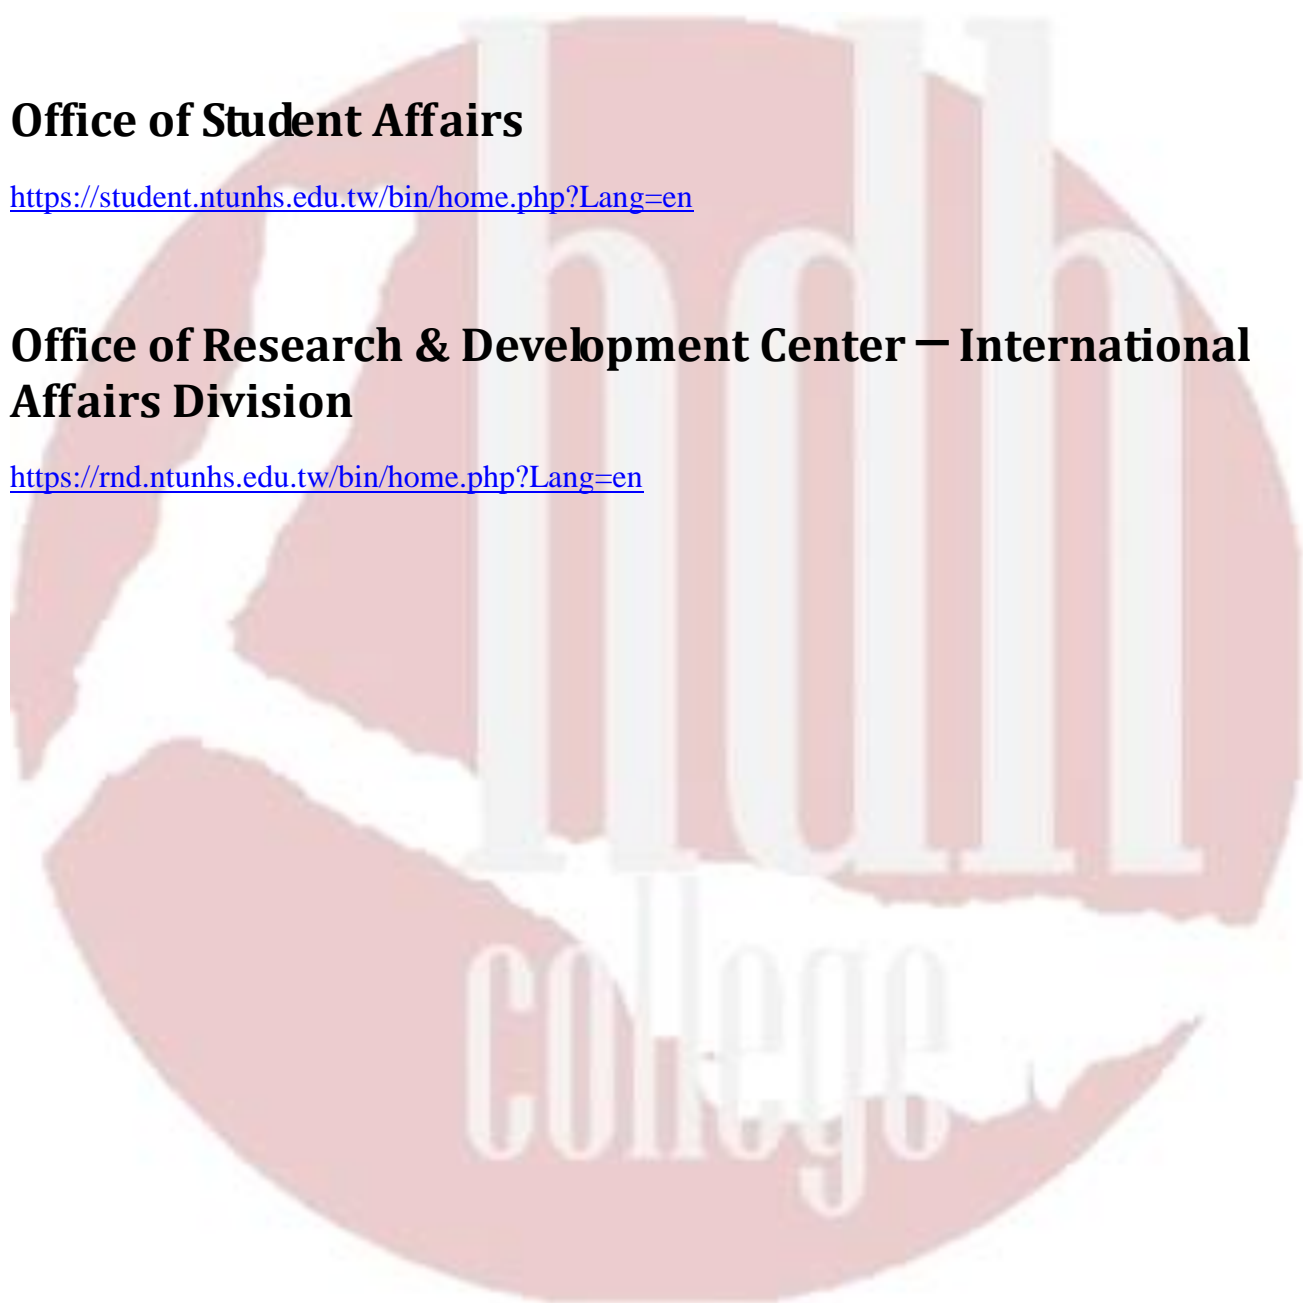 Office of Student Affairs
https://student.ntunhs.edu.tw/bin/home.php?Lang=en
Office of Research & Development Center－International
Affairs Division
https://rnd.ntunhs.edu.tw/bin/home.php?Lang=en
hdh
college